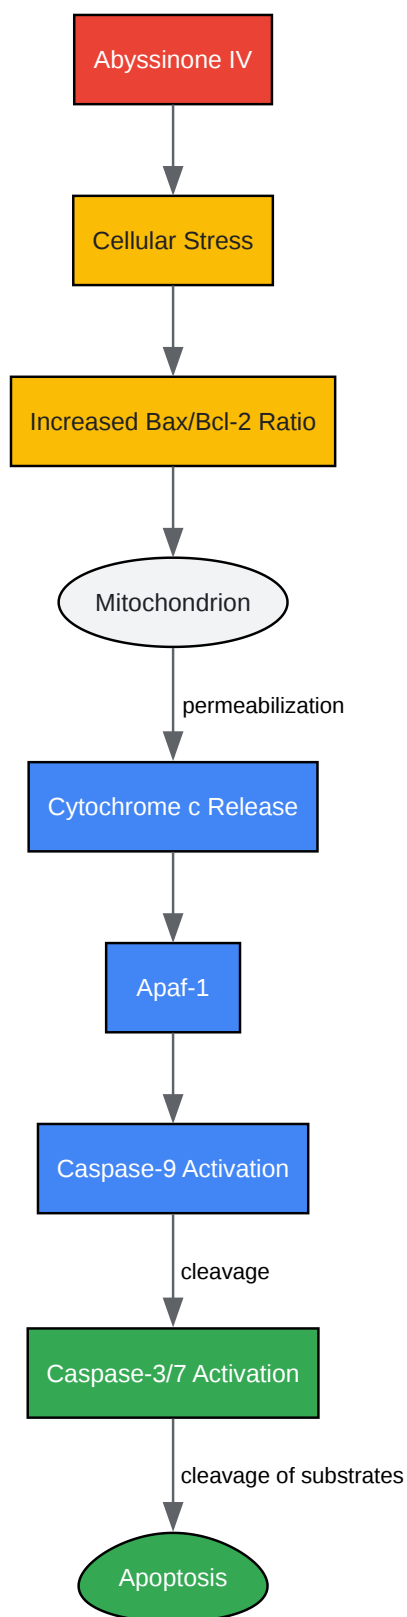 Abyssinone IV
Cellular Stress
Increased Bax/Bcl-2 Ratio
Mitochondrion
permeabilization
Cytochrome c Release
Apaf-1
Caspase-9 Activation
cleavage
Caspase-3/7 Activation
cleavage of substrates
Apoptosis